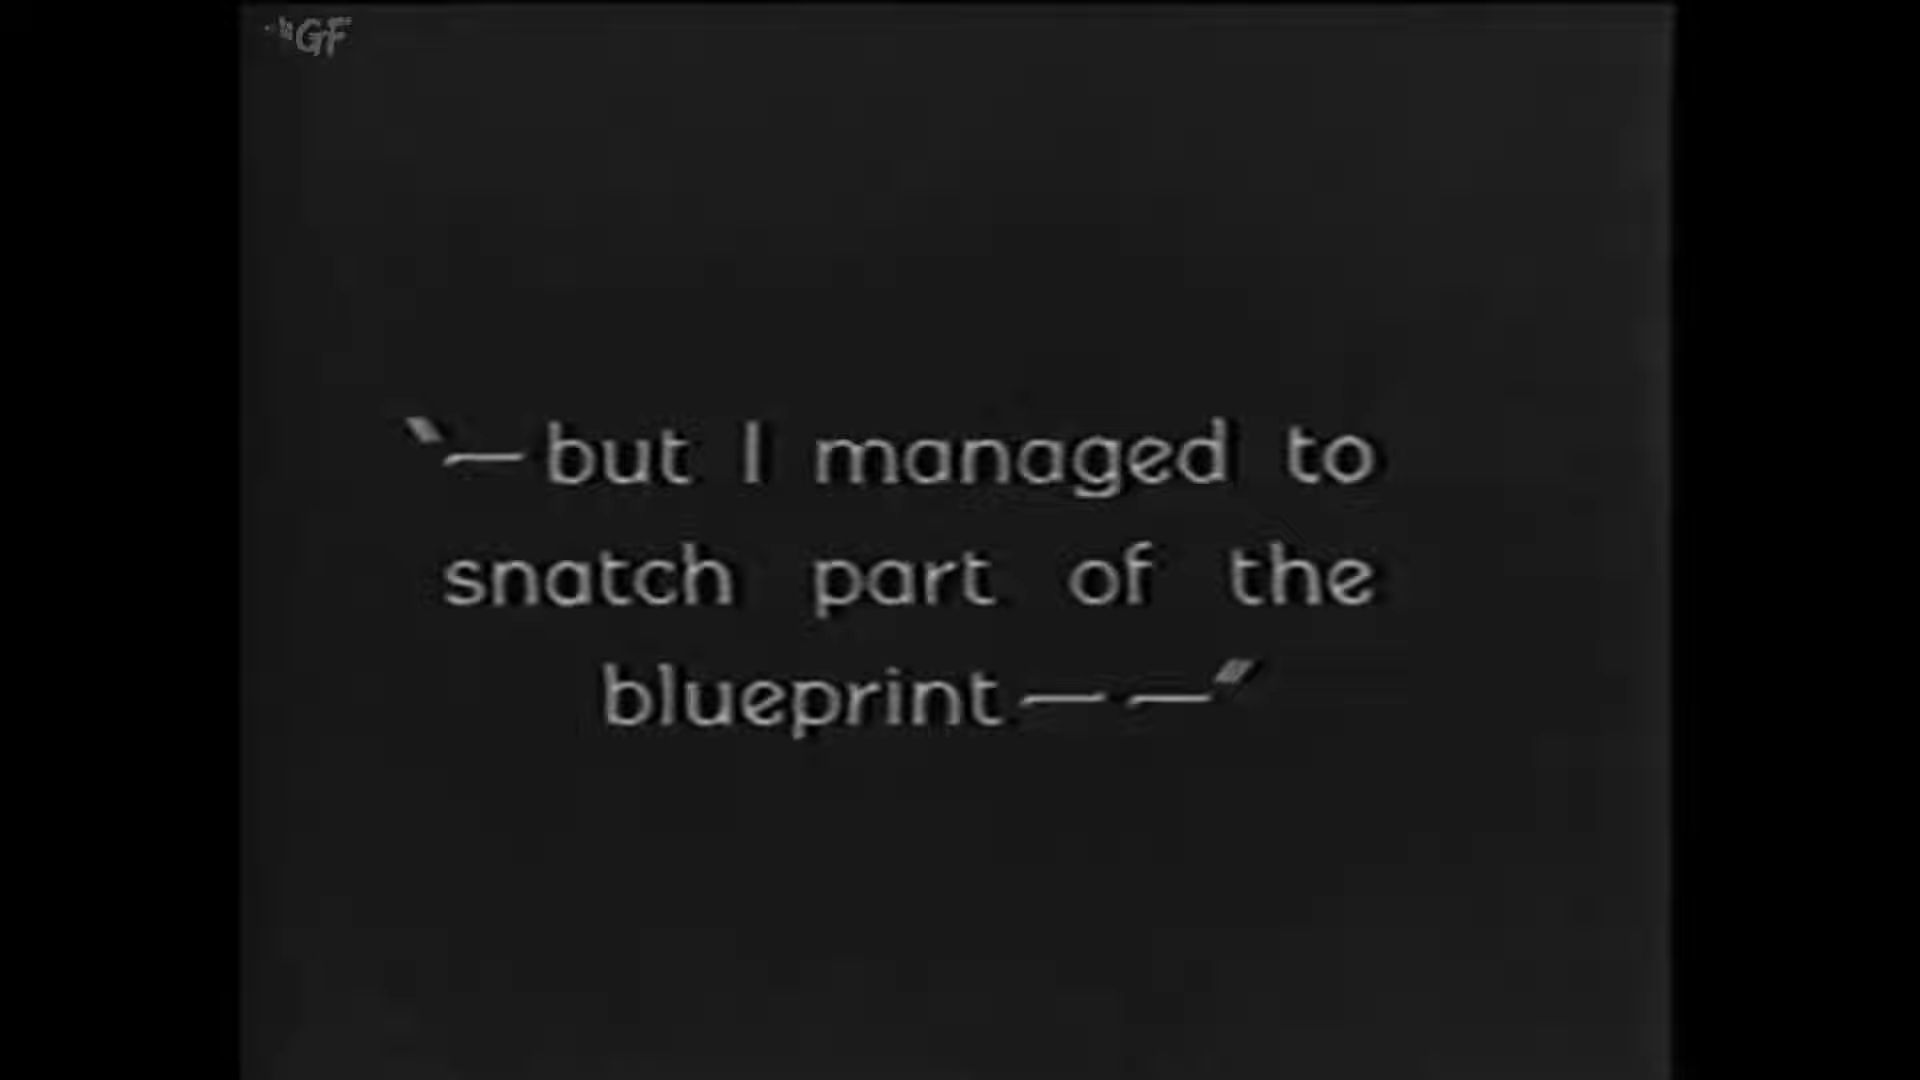 GF
"—but I managed to
snatch part of the
blueprint——"